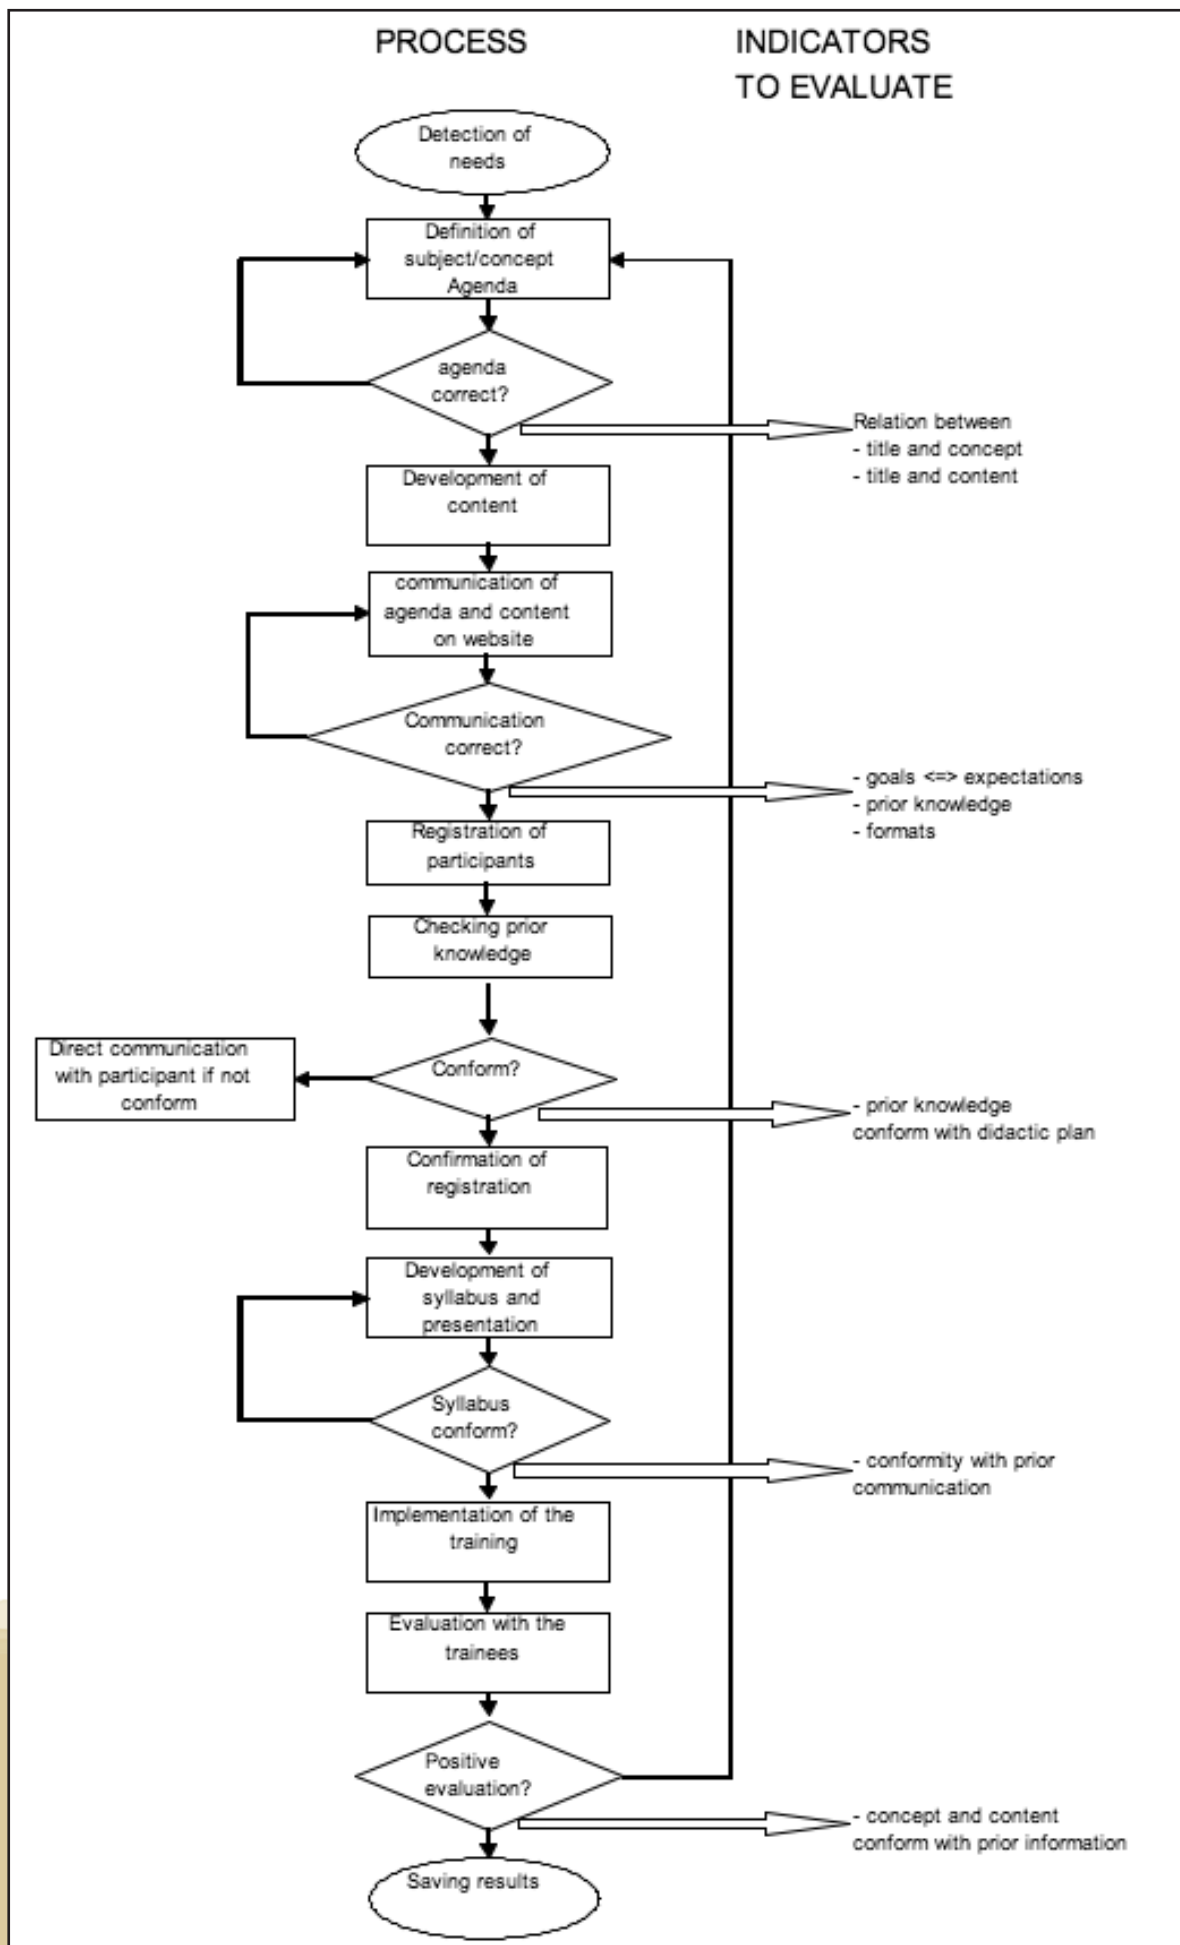 PROCESS
INDICATORS
TO EVALUATE
Detection of
needs
Definition of
subject/concept
Agenda
agenda
correct?
Relation between
- title and concept
- title and content
Development of
content
communication of
agenda and content
on website
Communication
correct?
- goals <=> expectations
- prior knowledge
- formats
Registration of
participants
Checking prior
knowledge
Conform?
Direct communication
with participant if not
conform
- prior knowledge
conform with didactic plan
Confirmation of
registration
Development of
syllabus and
presentation
Syllabus
conform?
- conformity with prior
communication
Implementation of the
training
Evaluation with the
trainees
Positive
evaluation?
- concept and content
conform with prior information
Saving results